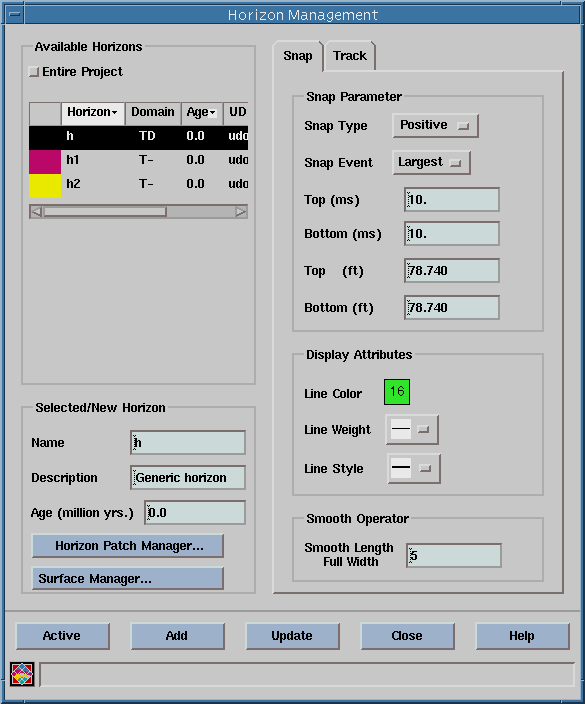 Horizon Management
Available Horizons
Entire Project
Horizon Domain Age UD
h TD 0.0 udo
h1 T- 0.0 udo
h2 T- 0.0 udo
Selected/New Horizon
Name h
Description Generic horizon
Age (million yrs.) 0.0
Horizon Patch Manager...
Surface Manager...
Snap Track
Snap Parameter
Snap Type Positive
Snap Event Largest
Top (ms) 10.
Bottom (ms) 10.
Top (ft) 78.740
Bottom (ft) 78.740
Display Attributes
Line Color 16
Line Weight
Line Style
Smooth Operator
Smooth Length
Full Width 5
Active Add Update Close Help